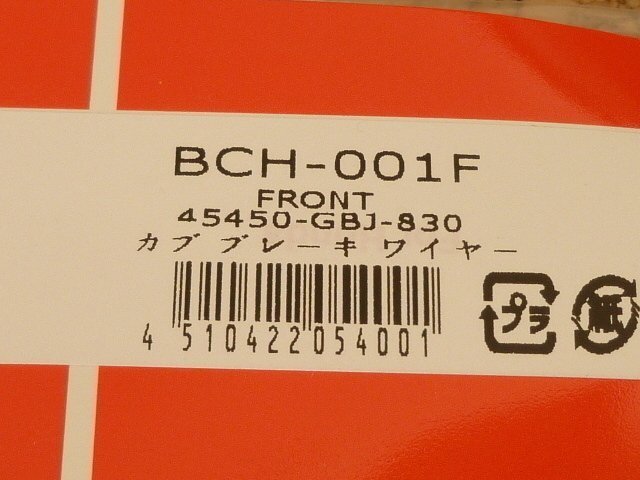 BCH-001F
FRONT
45450-GBJ-830
カブ ブレーキ ワイヤー
4 510422 054001
プラ
紙